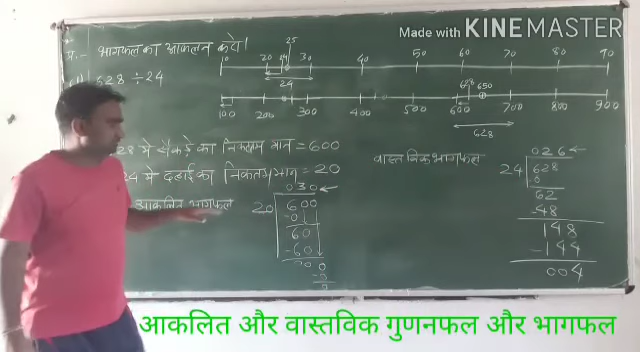 Made with KINEMASTER
प्र.- भागफल का आकलन करो।
25
20 24 30
10 20 30 40 50 60 70 80 90
24
628 ÷ 24
628 650
100 200 300 400 500 600 700 800 900
628
28 में सैकड़े का निकटतम मान = 600
24 में दहाई का निकटतम मान = 20
आकलित भागफल
030
20 600
-0
60
-60
00
-0
0
वास्तविक भागफल
026
24 628
0
62
-48
148
-144
004
आकलित और वास्तविक गुणनफल और भागफल